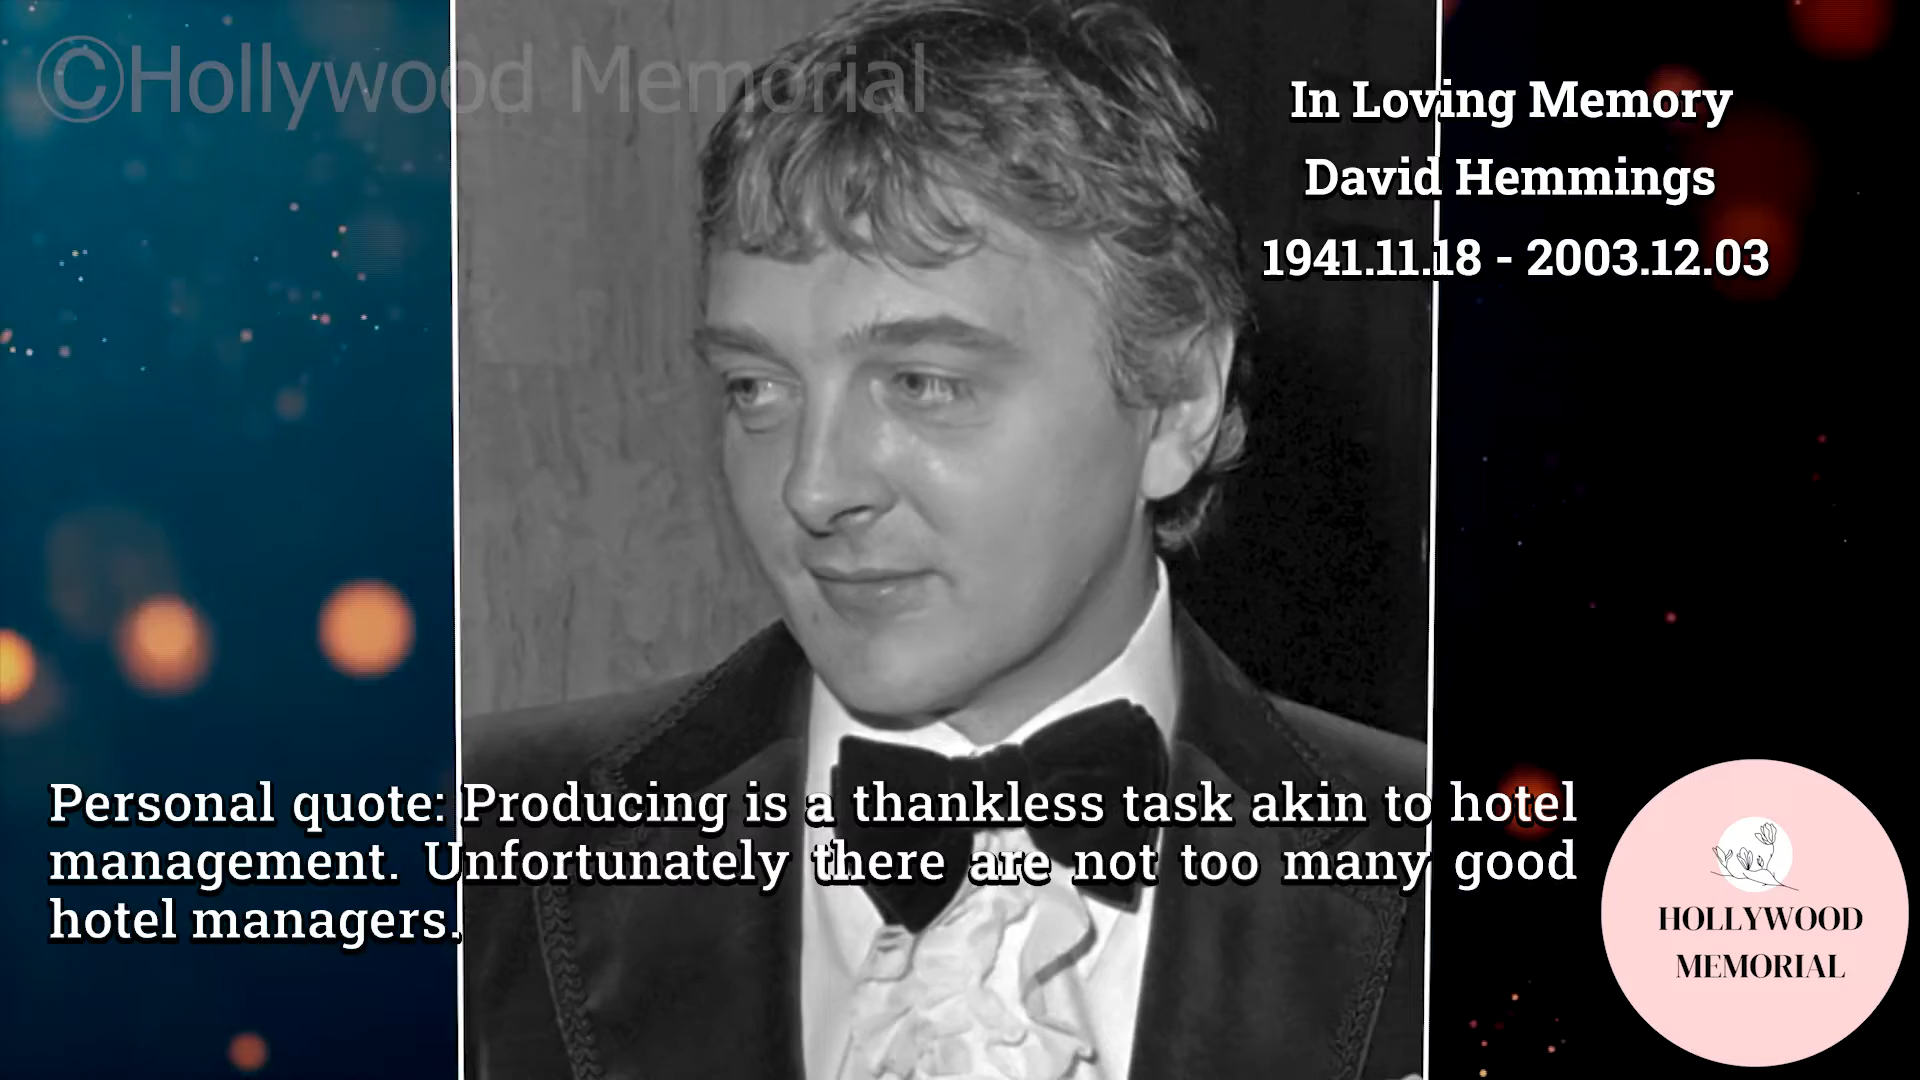 ©Hollywood Memorial
In Loving Memory
David Hemmings
1941.11.18 - 2003.12.03
Personal quote: Producing is a thankless task akin to hotel
management. Unfortunately there are not too many good
hotel managers.
HOLLYWOOD
MEMORIAL